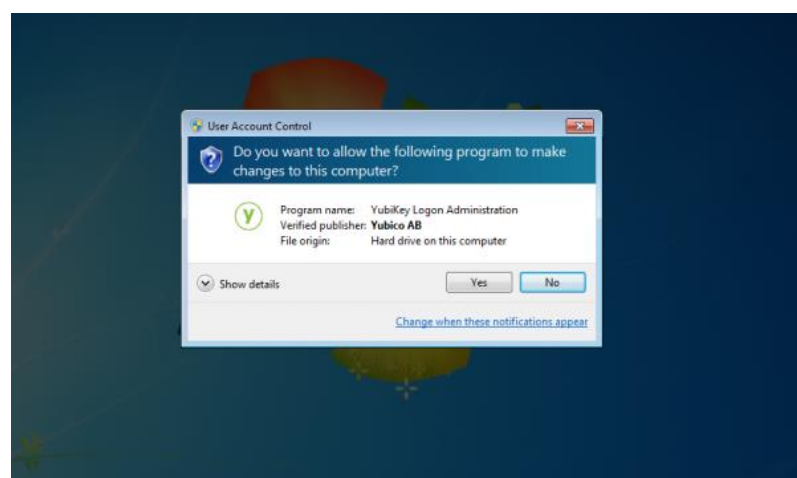 User Account Control
Do you want to allow the following program to make
changes to this computer?
y
Program name: YubiKey Logon Administration
Verified publisher: Yubico AB
File origin: Hard drive on this computer
Show details
Yes No
Change when these notifications appear